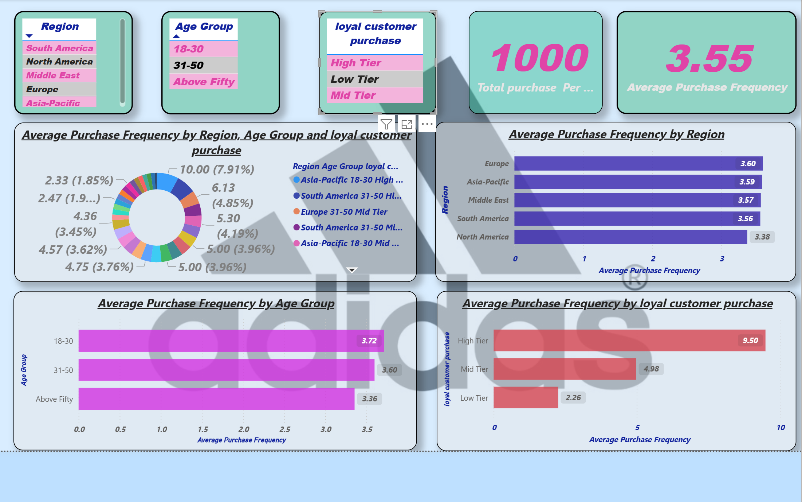 Region
South America
North America
Middle East
Europe
Asia-Pacific
Age Group
18-30
31-50
Above Fifty
loyal customer
purchase
High Tier
Low Tier
Mid Tier
1000
Total purchase Per ...
3.55
Average Purchase Frequency
Average Purchase Frequency by Region, Age Group and loyal customer
purchase
10.00 (7.91%)
6.13
(4.85%)
5.30
(4.19%)
5.00 (3.96%)
5.00 (3.96%)
4.75 (3.76%)
4.57 (3.62%)
4.36
(3.45%)
2.47 (1.9...)
2.33 (1.85%)
Region Age Group loyal c...
Asia-Pacific 18-30 High ...
South America 31-50 Hi...
Europe 31-50 Mid Tier
South America 31-50 Mi...
Asia-Pacific 18-30 Mid ...
Average Purchase Frequency by Region
Region
Europe 3.60
Asia-Pacific 3.59
Middle East 3.57
South America 3.56
North America 3.38
0 1 2 3
Average Purchase Frequency
Average Purchase Frequency by Age Group
Age Group
18-30 3.72
31-50 3.60
Above Fifty 3.36
0.0 0.5 1.0 1.5 2.0 2.5 3.0 3.5
Average Purchase Frequency
Average Purchase Frequency by loyal customer purchase
loyal customer purchase
High Tier 9.50
Mid Tier 4.98
Low Tier 2.26
0 5 10
Average Purchase Frequency
adidas
®